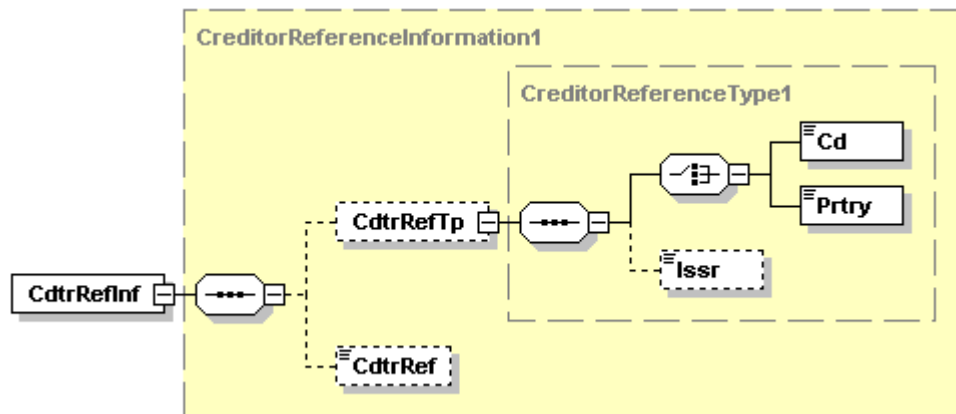 CreditorReferenceInformation1
CreditorReferenceType1
Cd
Prtry
CdtrRefTp
Issr
CdtrRefInf
CdtrRef